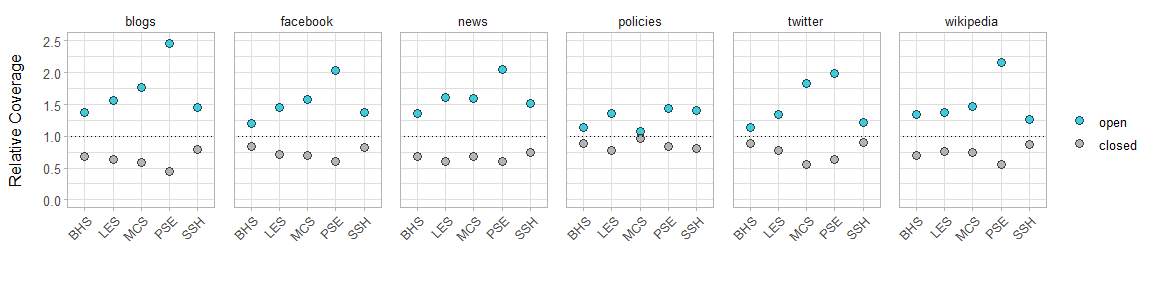 blogs facebook news policies twitter wikipedia
Relative Coverage
2.5
2.0
1.5
1.0
0.5
0.0
BHS LES MCS PSE SSH BHS LES MCS PSE SSH BHS LES MCS PSE SSH BHS LES MCS PSE SSH BHS LES MCS PSE SSH BHS LES MCS PSE SSH
open
closed